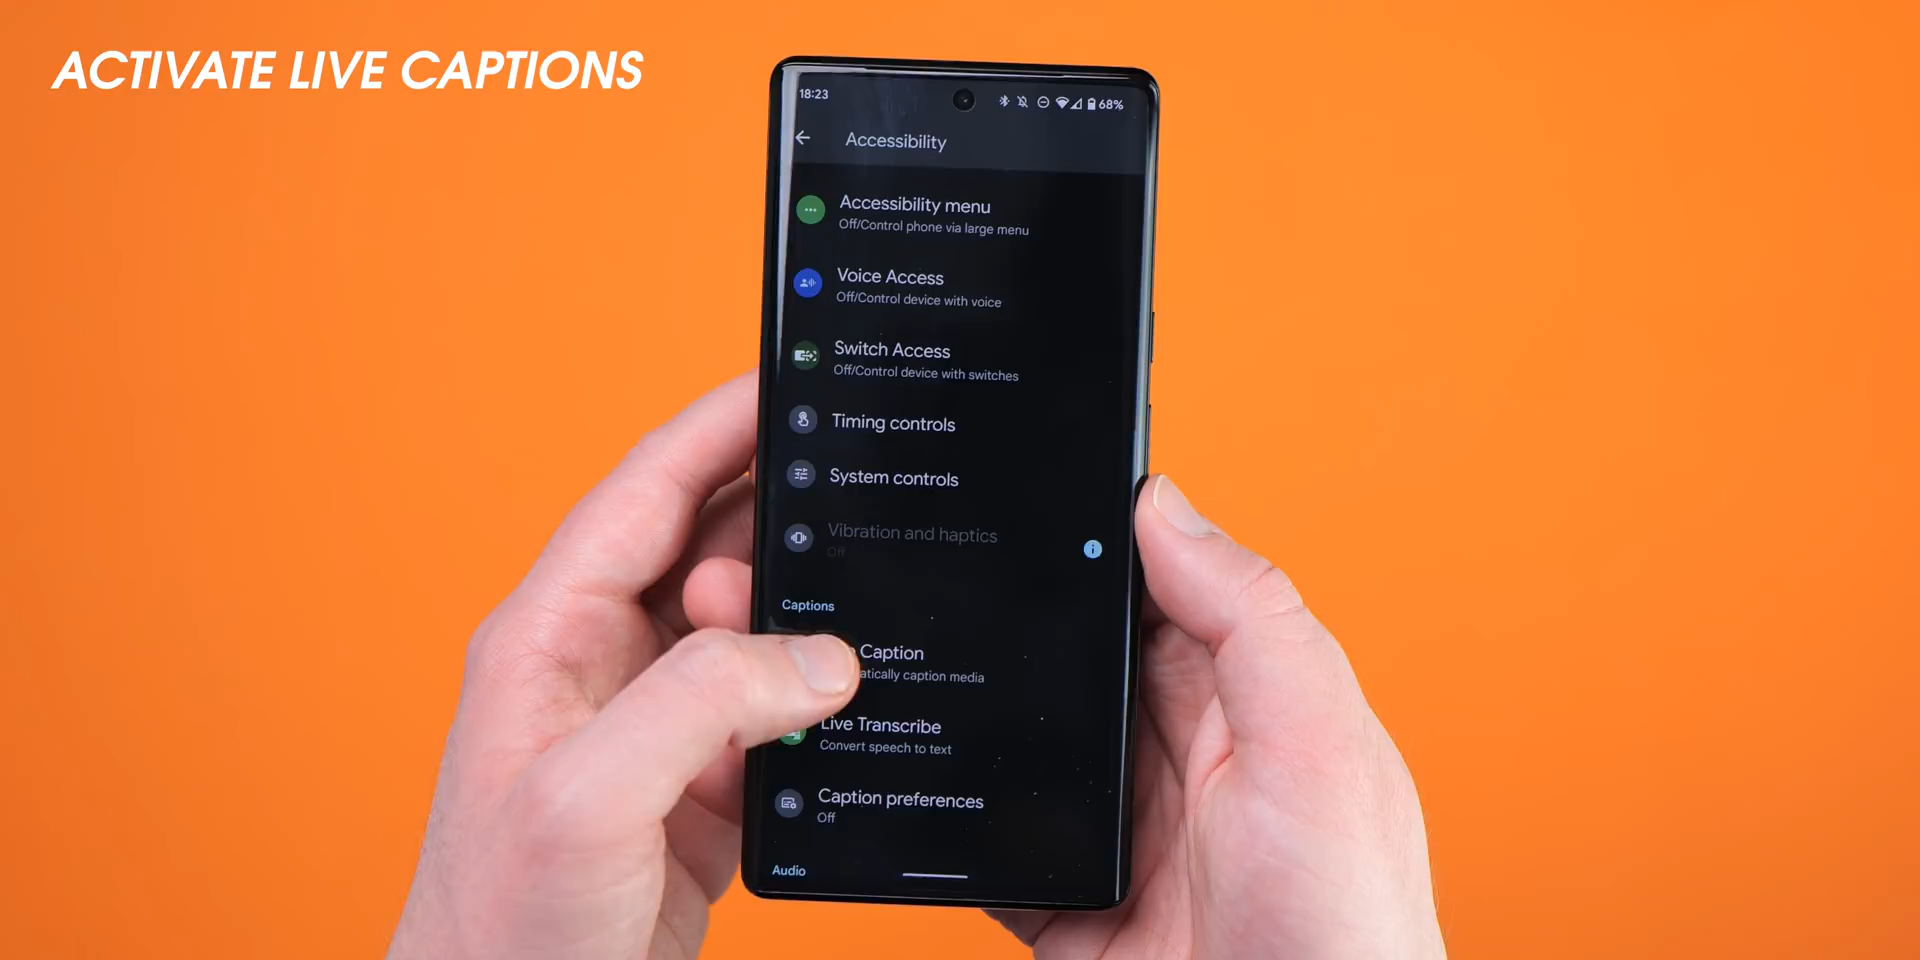 ACTIVATE LIVE CAPTIONS
18:23
68%
Accessibility
Accessibility menu
Off/Control phone via large menu
Voice Access
Off/Control device with voice
Switch Access
Off/Control device with switches
Timing controls
System controls
Vibration and haptics
Off
Captions
Caption
caption media
Live Transcribe
Convert speech to text
Caption preferences
Off
Audio